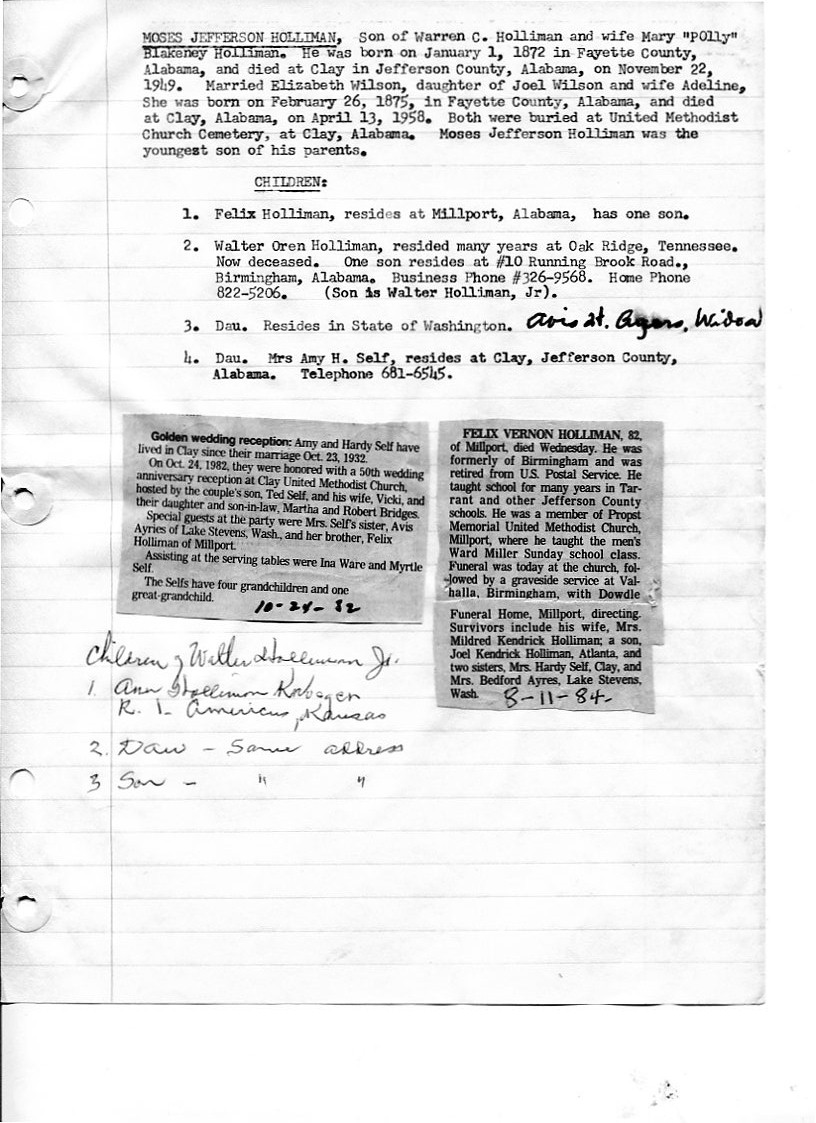 MOSES JEFFERSON HOLLIMAN, Son of Warren C. Holliman and wife Mary "POlly"
Blakeney Holliman. He was born on January 1, 1872 in Fayette County,
Alabama, and died at Clay in Jefferson County, Alabama, on November 22,
1949. Married Elizabeth Wilson, daughter of Joel Wilson and wife Adeline,
She was born on February 26, 1875, in Fayette County, Alabama, and died
at Clay, Alabama, on April 13, 1958. Both were buried at United Methodist
Church Cemetery, at Clay, Alabama. Moses Jefferson Holliman was the
youngest son of his parents.
CHILDREN:
1. Felix Holliman, resides at Millport, Alabama, has one son.
2. Walter Oren Holliman, resided many years at Oak Ridge, Tennessee.
Now deceased. One son resides at #10 Running Brook Road.,
Birmingham, Alabama. Business Phone #326-9568. Home Phone
822-5206. (Son is Walter Holliman, Jr).
3. Dau. Resides in State of Washington. Avis H. Ayers, Widow
4. Dau. Mrs Amy H. Self, resides at Clay, Jefferson County,
Alabama. Telephone 681-6545.
Golden wedding reception: Amy and Hardy Self have
lived in Clay since their marriage Oct. 23, 1932.
On Oct. 24, 1982, they were honored with a 50th wedding
anniversary reception at Clay United Methodist Church,
hosted by the couple's son, Ted Self, and his wife, Vicki, and
their daughter and son-in-law, Martha and Robert Bridges.
Special guests at the party were Mrs. Self's sister, Avis
Ayries of Lake Stevens, Wash., and her brother, Felix
Holliman of Millport.
Assisting at the serving tables were Ina Ware and Myrtle
Self.
The Selfs have four grandchildren and one
great-grandchild.
10-24-82
FELIX VERNON HOLLIMAN, 82,
of Millport, died Wednesday. He was
formerly of Birmingham and was
retired from U.S. Postal Service. He
taught school for many years in Tar-
rant and other Jefferson County
schools. He was a member of Propst
Memorial United Methodist Church,
Millport, where he taught the men's
Ward Miller Sunday school class.
Funeral was today at the church, fol-
lowed by a graveside service at Val-
halla, Birmingham, with Dowdle
Funeral Home, Millport, directing.
Survivors include his wife, Mrs.
Mildred Kendrick Holliman; a son,
Joel Kendrick Holliman, Atlanta, and
two sisters, Mrs. Hardy Self, Clay, and
Mrs. Bedford Ayres, Lake Stevens,
Wash. 8-11-84-
Children of Walter Holliman Jr.
1. Ann Holliman
R. 1- Americus, Kansas
2. Dau - Same address
3 Son - " "